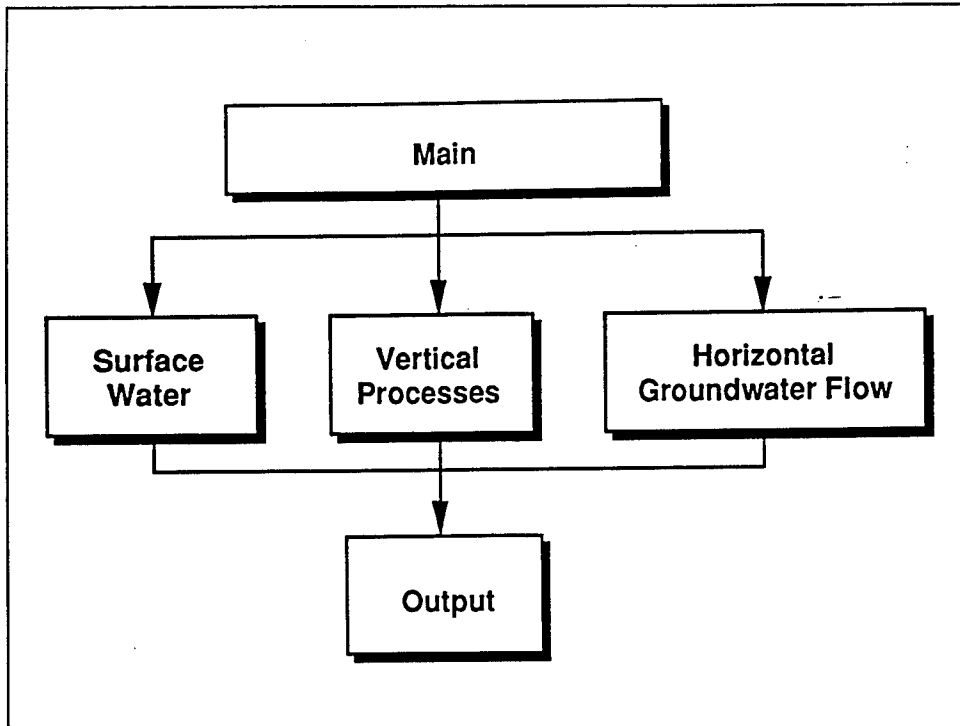 Main
Surface
Water
Vertical
Processes
Horizontal
Groundwater Flow
Output